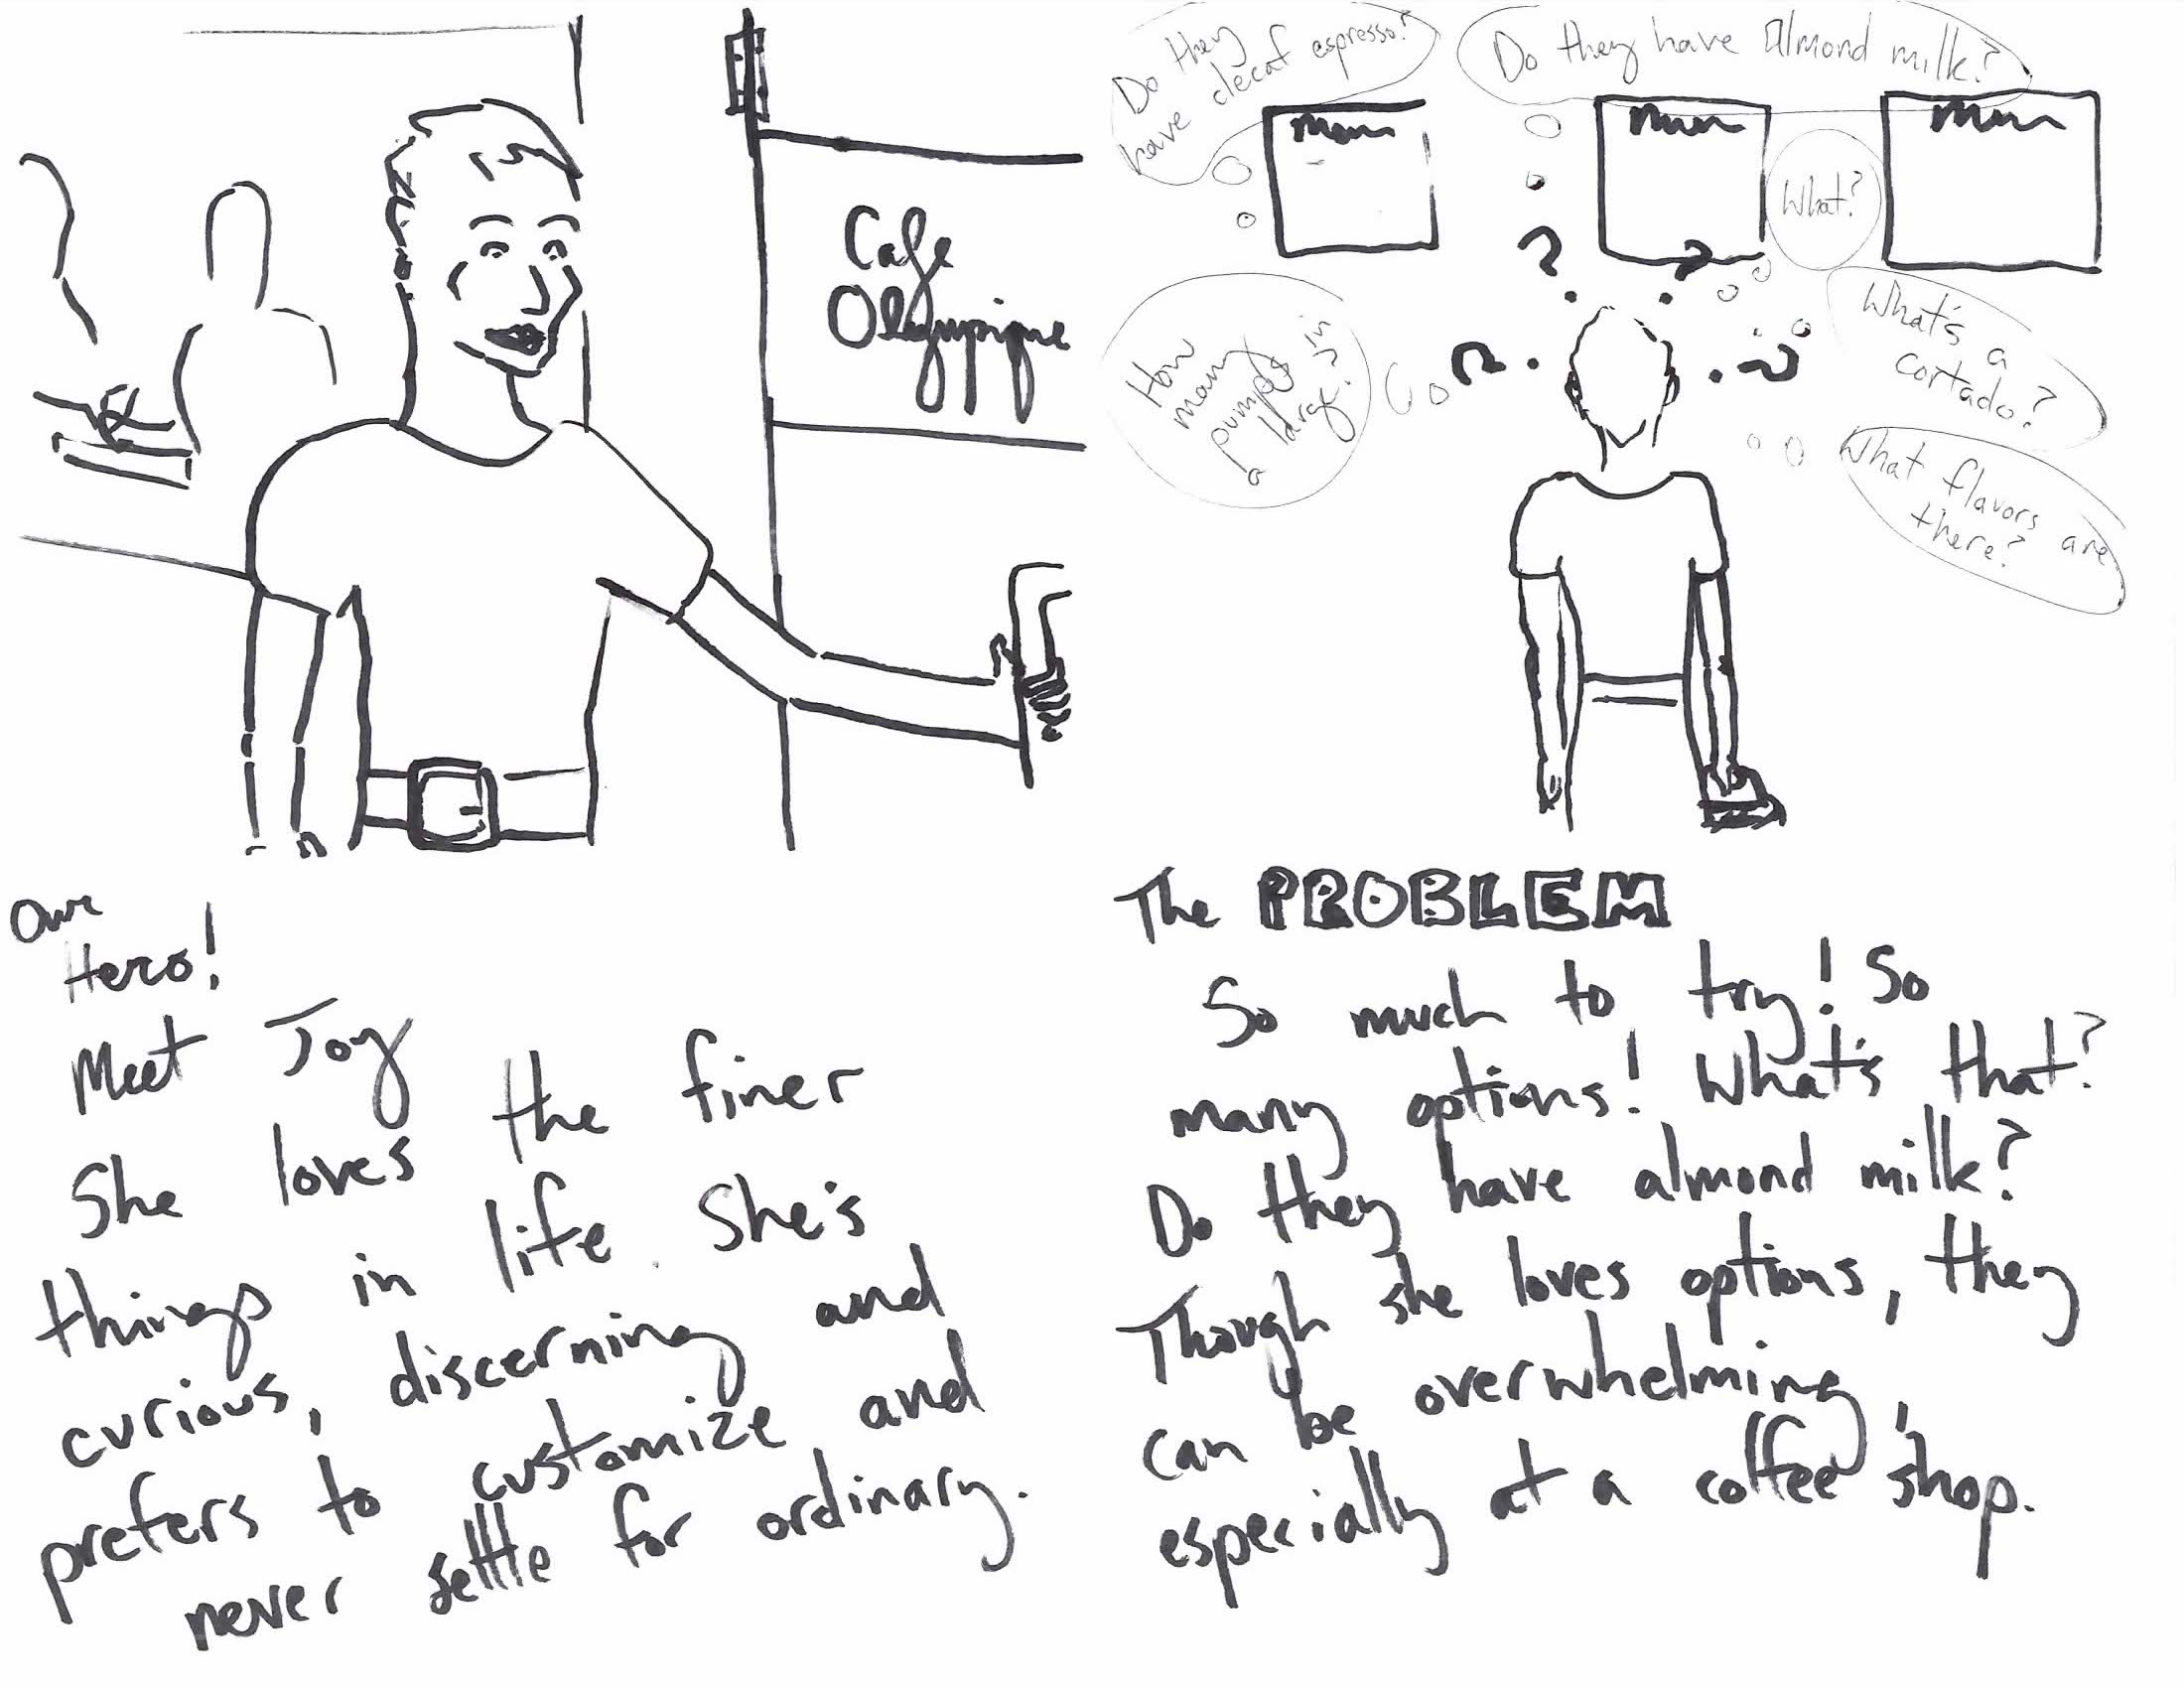 Cafe
Olympique
Our
Hero!
Meet Joy
She loves the finer
things in life. She's
curious, discerning and
prefers to customize and
never settle for ordinary.
Do they
have decaf espresso?
Do they have almond milk?
Menu
Menu
Menu
What?
How
many
pumps in
a large?
What's a
cortado?
What flavors are
there?
The PROBLEM
So much to try! So
many options! What's that?
Do they have almond milk?
Though she loves options, they
can be overwhelming,
especially at a coffee shop.